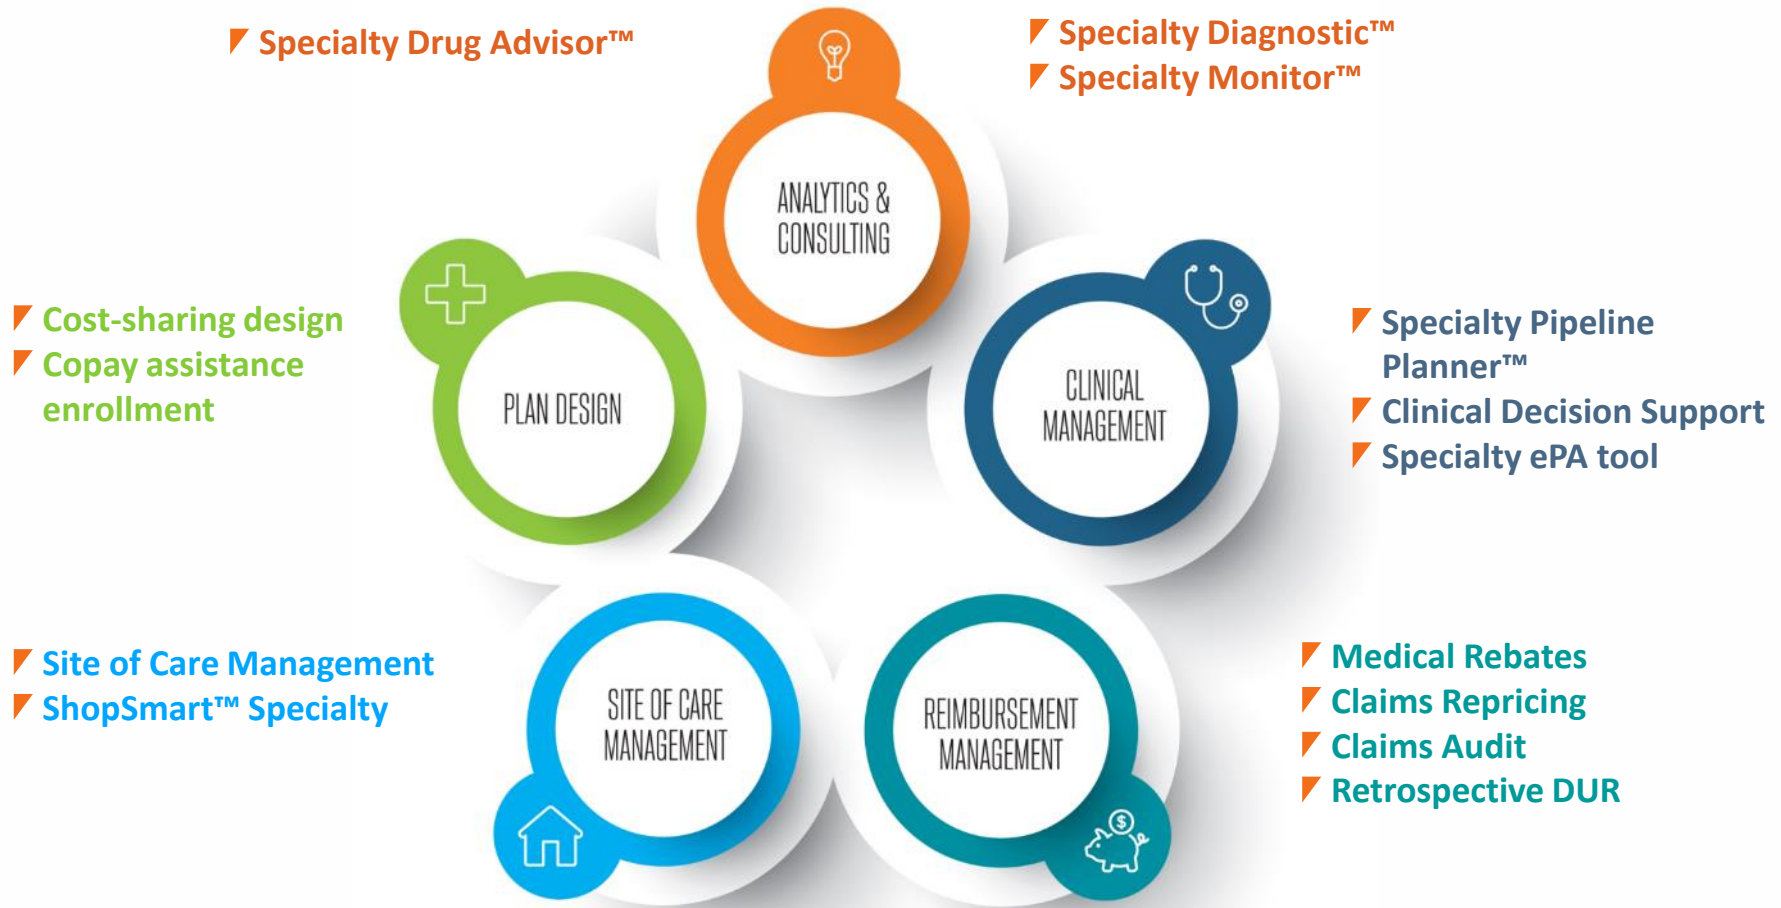 Specialty Drug Advisor™
Specialty Diagnostic™
Specialty Monitor™
ANALYTICS &
CONSULTING
Cost-sharing design
Copay assistance
enrollment
PLAN DESIGN
CLINICAL
MANAGEMENT
Specialty Pipeline
Planner™
Clinical Decision Support
Specialty ePA tool
Site of Care Management
ShopSmart™ Specialty
SITE OF CARE
MANAGEMENT
REIMBURSEMENT
MANAGEMENT
$
Medical Rebates
Claims Repricing
Claims Audit
Retrospective DUR